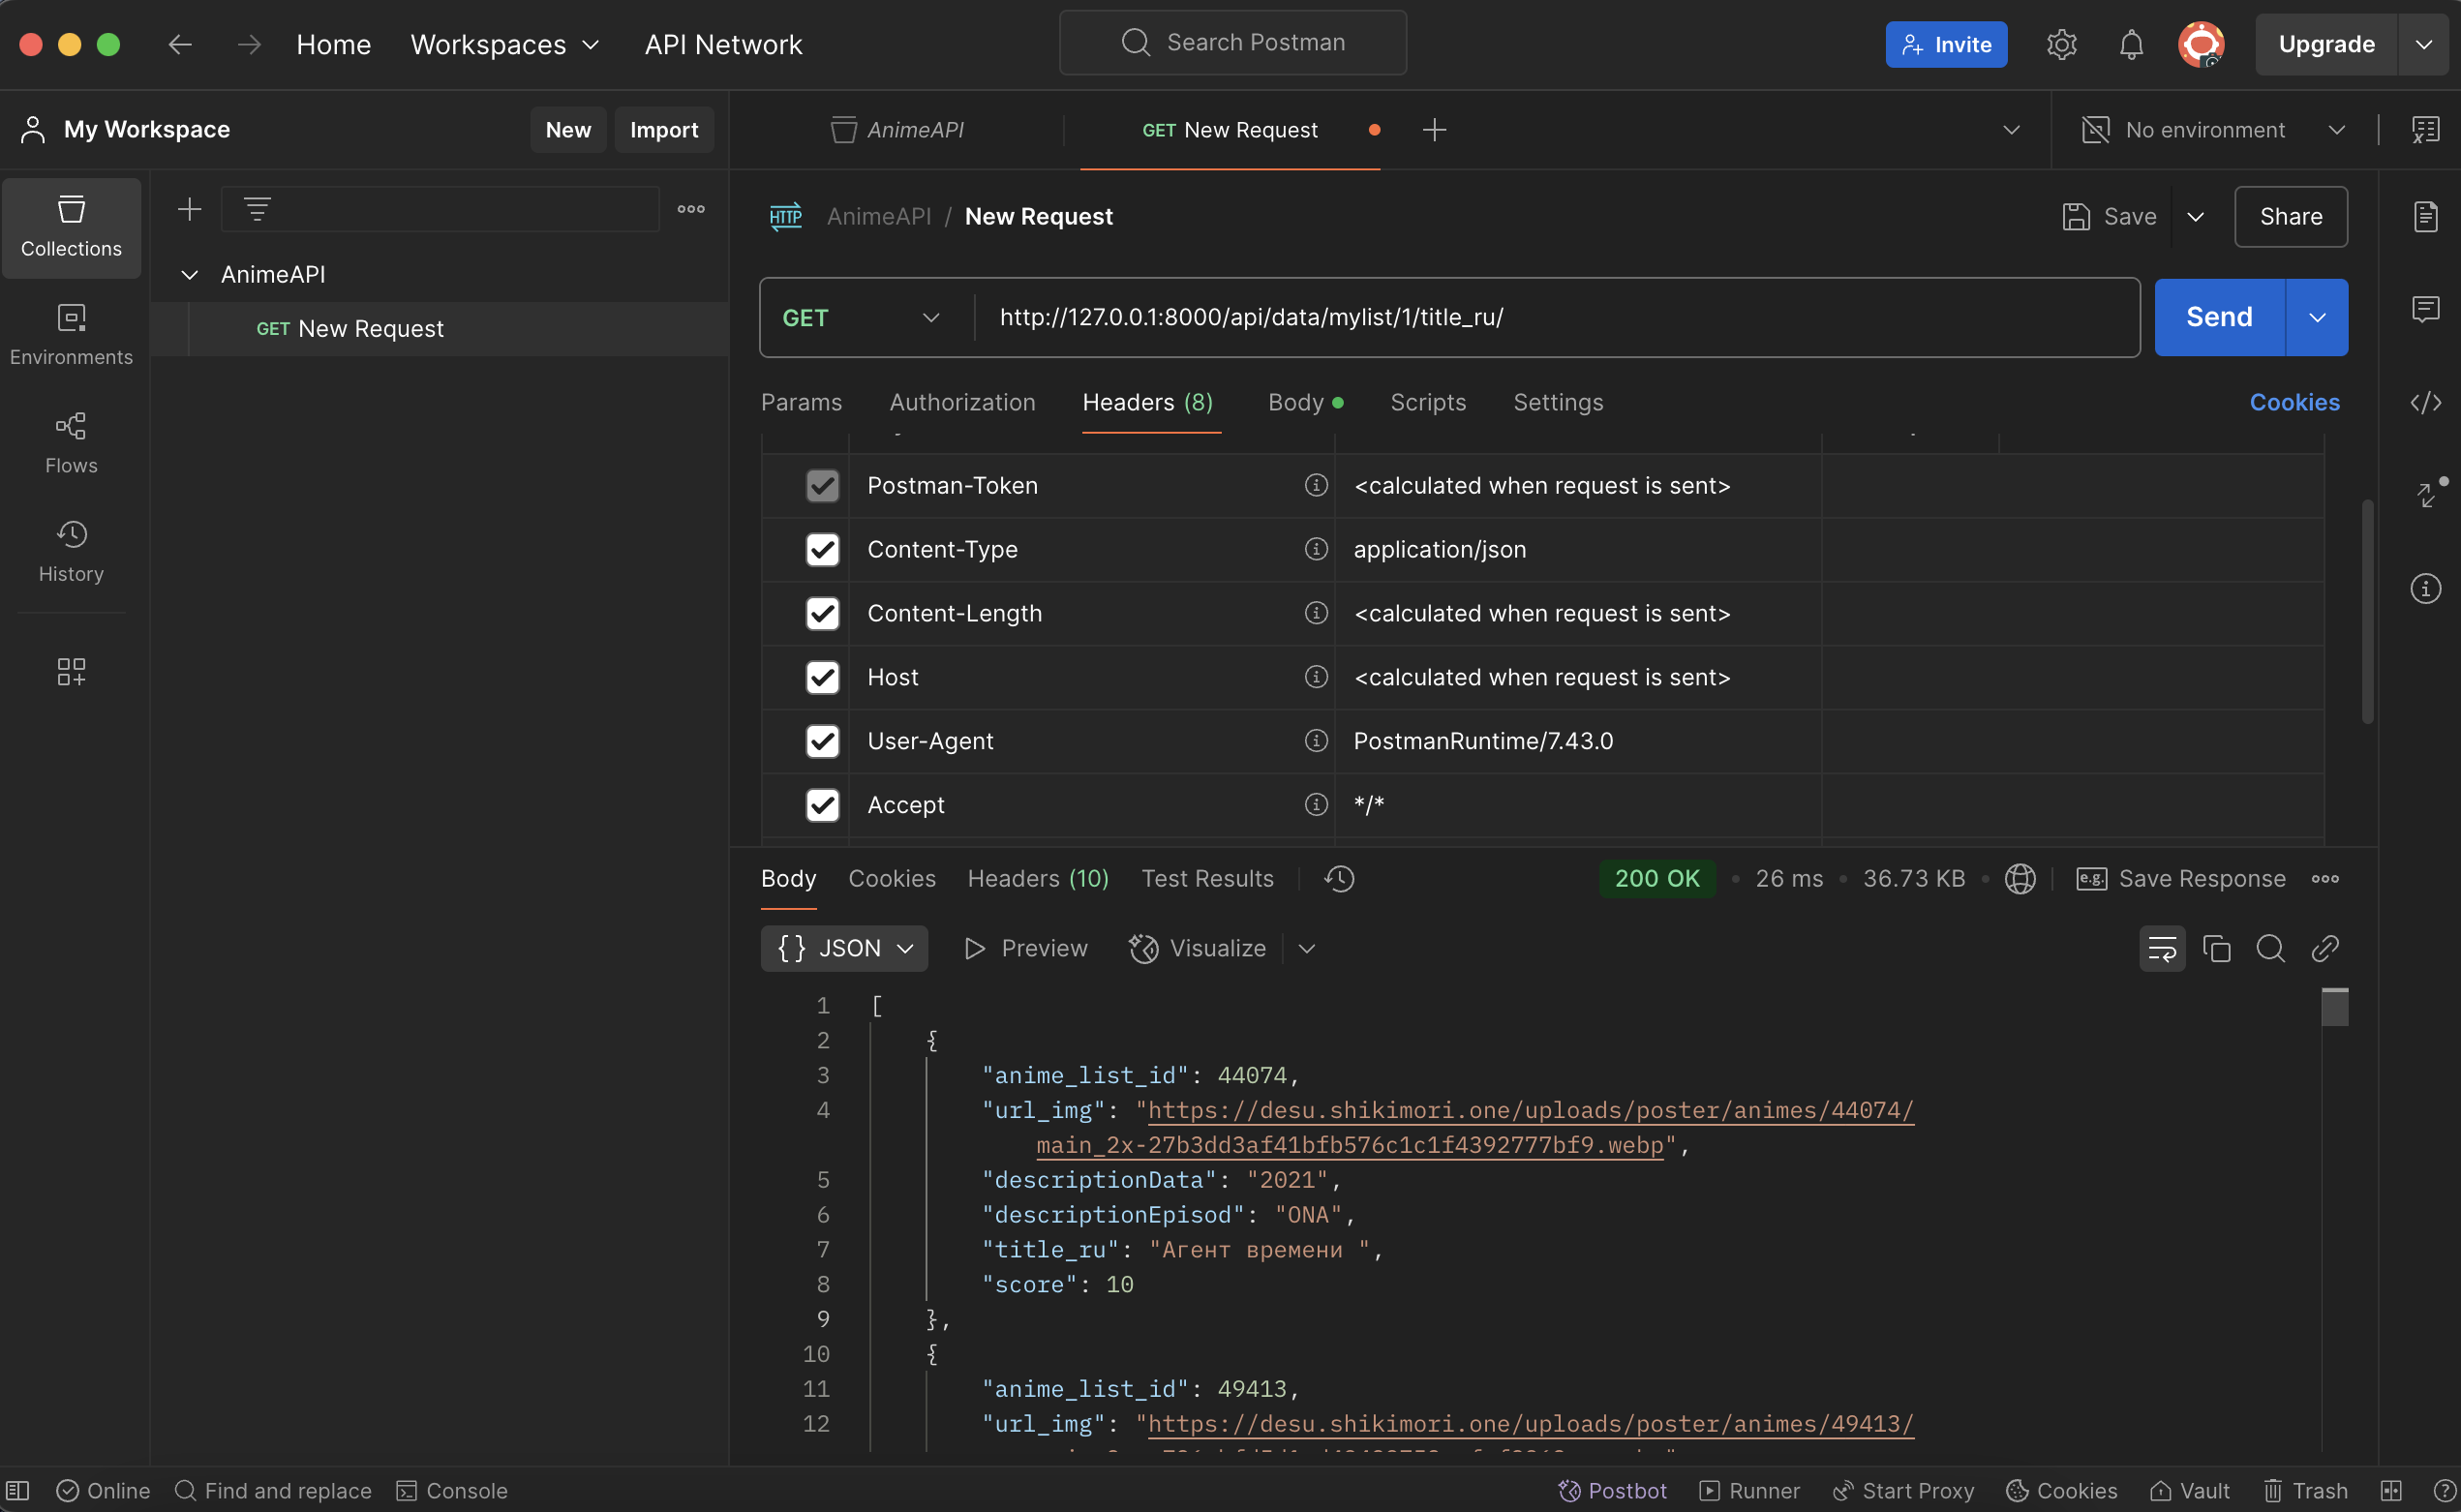 Home Workspaces API Network Search Postman Invite Upgrade
My Workspace New Import AnimeAPI GET New Request No environment
Collections
Environments
Flows
History
AnimeAPI
GET New Request
HTTP AnimeAPI / New Request Save Share
GET http://127.0.0.1:8000/api/data/mylist/1/title_ru/ Send
Params Authorization Headers (8) Body Scripts Settings Cookies
Postman-Token <calculated when request is sent>
Content-Type application/json
Content-Length <calculated when request is sent>
Host <calculated when request is sent>
User-Agent PostmanRuntime/7.43.0
Accept */*
Body Cookies Headers (10) Test Results 200 OK • 26 ms • 36.73 KB • e.g. Save Response
{ } JSON Preview Visualize
1 [
2 {
3 "anime_list_id": 44074,
4 "url_img": "https://desu.shikimori.one/uploads/poster/animes/44074/
main_2x-27b3dd3af41bfb576c1c1f4392777bf9.webp",
5 "descriptionData": "2021",
6 "descriptionEpisod": "ONA",
7 "title_ru": "Агент времени ",
8 "score": 10
9 },
10 {
11 "anime_list_id": 49413,
12 "url_img": "https://desu.shikimori.one/uploads/poster/animes/49413/
Online Find and replace Console Postbot Runner Start Proxy Cookies Vault Trash